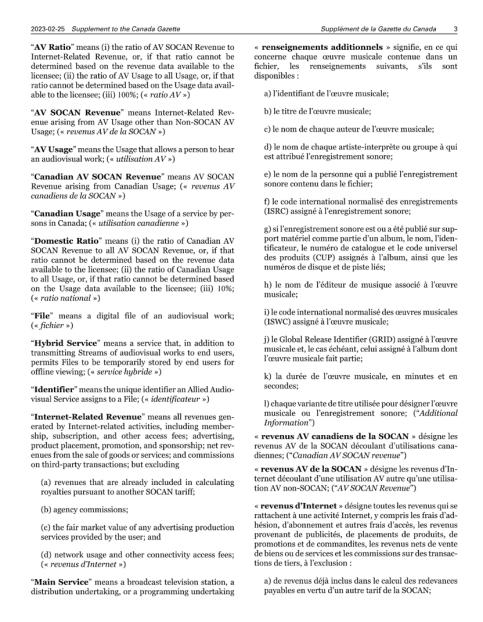 2023-02-25 Supplement to the Canada Gazette
Supplément de la Gazette du Canada 3
“AV Ratio” means (i) the ratio of AV SOCAN Revenue to
Internet-Related Revenue, or, if that ratio cannot be
determined based on the revenue data available to the
licensee; (ii) the ratio of AV Usage to all Usage, or, if that
ratio cannot be determined based on the Usage data avail-
able to the licensee; (iii) 100%; (« ratio AV »)
“AV SOCAN Revenue” means Internet-Related Rev-
enue arising from AV Usage other than Non-SOCAN AV
Usage; (« revenus AV de la SOCAN »)
“AV Usage” means the Usage that allows a person to hear
an audiovisual work; (« utilisation AV »)
“Canadian AV SOCAN Revenue” means AV SOCAN
Revenue arising from Canadian Usage; (« revenus AV
canadiens de la SOCAN »)
“Canadian Usage” means the Usage of a service by per-
sons in Canada; (« utilisation canadienne »)
“Domestic Ratio” means (i) the ratio of Canadian AV
SOCAN Revenue to all AV SOCAN Revenue, or, if that
ratio cannot be determined based on the revenue data
available to the licensee; (ii) the ratio of Canadian Usage
to all Usage, or, if that ratio cannot be determined based
on the Usage data available to the licensee; (iii) 10%;
(« ratio national »)
“File” means a digital file of an audiovisual work;
(« fichier »)
“Hybrid Service” means a service that, in addition to
transmitting Streams of audiovisual works to end users,
permits Files to be temporarily stored by end users for
offline viewing; (« service hybride »)
“Identifier” means the unique identifier an Allied Audio-
visual Service assigns to a File; (« identificateur »)
“Internet-Related Revenue” means all revenues gen-
erated by Internet-related activities, including member-
ship, subscription, and other access fees; advertising,
product placement, promotion, and sponsorship; net rev-
enues from the sale of goods or services; and commissions
on third-party transactions; but excluding
(a) revenues that are already included in calculating
royalties pursuant to another SOCAN tariff;
(b) agency commissions;
(c) the fair market value of any advertising production
services provided by the user; and
(d) network usage and other connectivity access fees;
(« revenus d’Internet »)
“Main Service” means a broadcast television station, a
distribution undertaking, or a programming undertaking
« renseignements additionnels » signifie, en ce qui
concerne chaque œuvre musicale contenue dans un
fichier, les renseignements suivants, s’ils sont
disponibles :
a) l’identifiant de l’œuvre musicale;
b) le titre de l’œuvre musicale;
c) le nom de chaque auteur de l’œuvre musicale;
d) le nom de chaque artiste-interprète ou groupe à qui
est attribué l’enregistrement sonore;
e) le nom de la personne qui a publié l’enregistrement
sonore contenu dans le fichier;
f) le code international normalisé des enregistrements
(ISRC) assigné à l’enregistrement sonore;
g) si l’enregistrement sonore est ou a été publié sur sup-
port matériel comme partie d’un album, le nom, l’iden-
tificateur, le numéro de catalogue et le code universel
des produits (CUP) assignés à l’album, ainsi que les
numéros de disque et de piste liés;
h) le nom de l’éditeur de musique associé à l’œuvre
musicale;
i) le code international normalisé des œuvres musicales
(ISWC) assigné à l’œuvre musicale;
j) le Global Release Identifier (GRID) assigné à l’œuvre
musicale et, le cas échéant, celui assigné à l’album dont
l’œuvre musicale fait partie;
k) la durée de l’œuvre musicale, en minutes et en
secondes;
l) chaque variante de titre utilisée pour désigner l’œuvre
musicale ou l’enregistrement sonore; (“Additional
Information”)
« revenus AV canadiens de la SOCAN » désigne les
revenus AV de la SOCAN découlant d’utilisations cana-
diennes; (“Canadian AV SOCAN revenue”)
« revenus AV de la SOCAN » désigne les revenus d’In-
ternet découlant d’une utilisation AV autre qu’une utilisa-
tion AV non-SOCAN; (“AV SOCAN Revenue”)
« revenus d’Internet » désigne toutes les revenus qui se
rattachent à une activité Internet, y compris les frais d’ad-
hésion, d’abonnement et autres frais d’accès, les revenus
provenant de publicités, de placements de produits, de
promotions et de commandites, les revenus nets de vente
de biens ou de services et les commissions sur des transac-
tions de tiers, à l’exclusion :
a) de revenus déjà inclus dans le calcul des redevances
payables en vertu d’un autre tarif de la SOCAN;